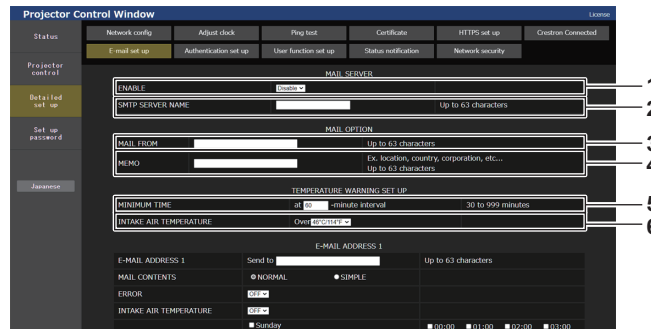 Projector Control Window License
Status Network config Adjust clock Ping test Certificate HTTPS set up Crestron Connected
E-mail set up Authentication set up User function set up Status notification Network security
Projector control
Detailed set up
Set up password
Japanese
MAIL SERVER
ENABLE Disable 1
SMTP SERVER NAME Up to 63 characters 2
MAIL OPTION
MAIL FROM Up to 63 characters 3
MEMO Ex. location, country, corporation, etc... Up to 63 characters 4
TEMPERATURE WARNING SET UP
MINIMUM TIME at 60 -minute interval 30 to 999 minutes 5
INTAKE AIR TEMPERATURE Over 46°C/114°F 6
E-MAIL ADDRESS 1
E-MAIL ADDRESS 1 Send to Up to 63 characters
MAIL CONTENTS NORMAL SIMPLE
ERROR OFF
INTAKE AIR TEMPERATURE OFF
Sunday 00:00 01:00 02:00 03:00